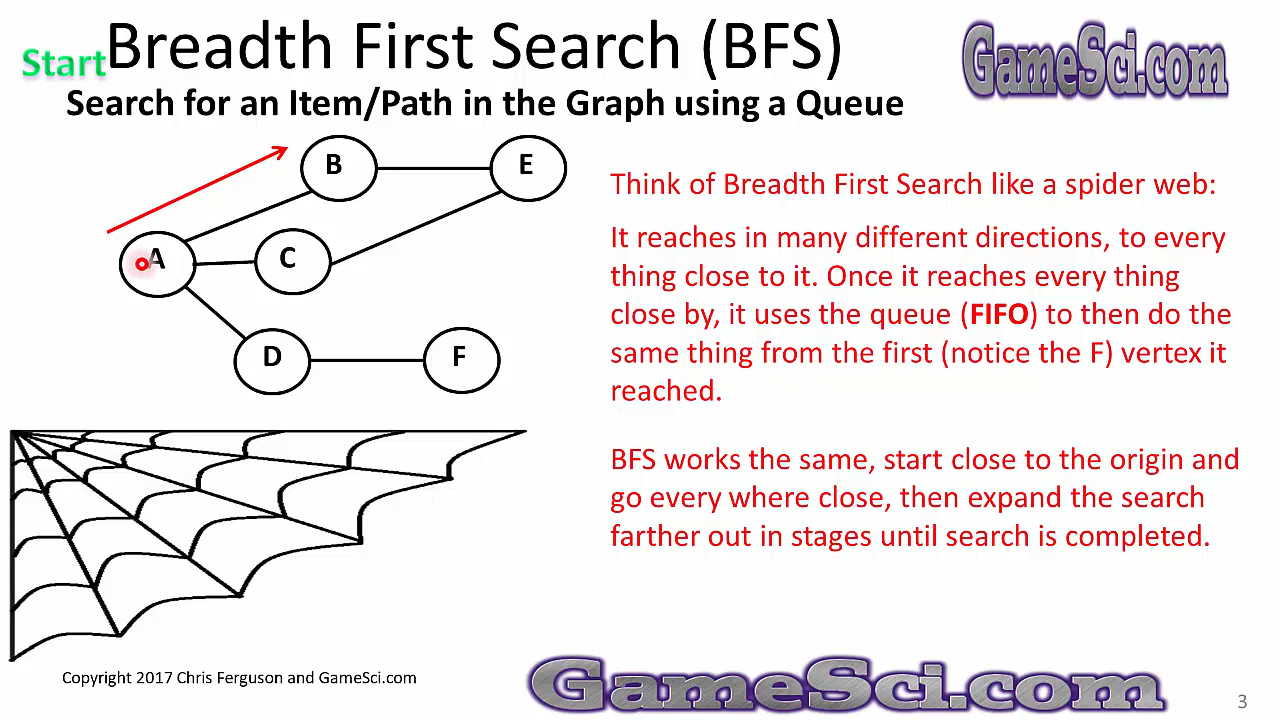 Start
Breadth First Search (BFS)
GameSci.com
Search for an Item/Path in the Graph using a Queue
B
E
A
C
D
F
Think of Breadth First Search like a spider web:
It reaches in many different directions, to every
thing close to it. Once it reaches every thing
close by, it uses the queue (FIFO) to then do the
same thing from the first (notice the F) vertex it
reached.
BFS works the same, start close to the origin and
go every where close, then expand the search
farther out in stages until search is completed.
Copyright 2017 Chris Ferguson and GameSci.com
GameSci.com
3